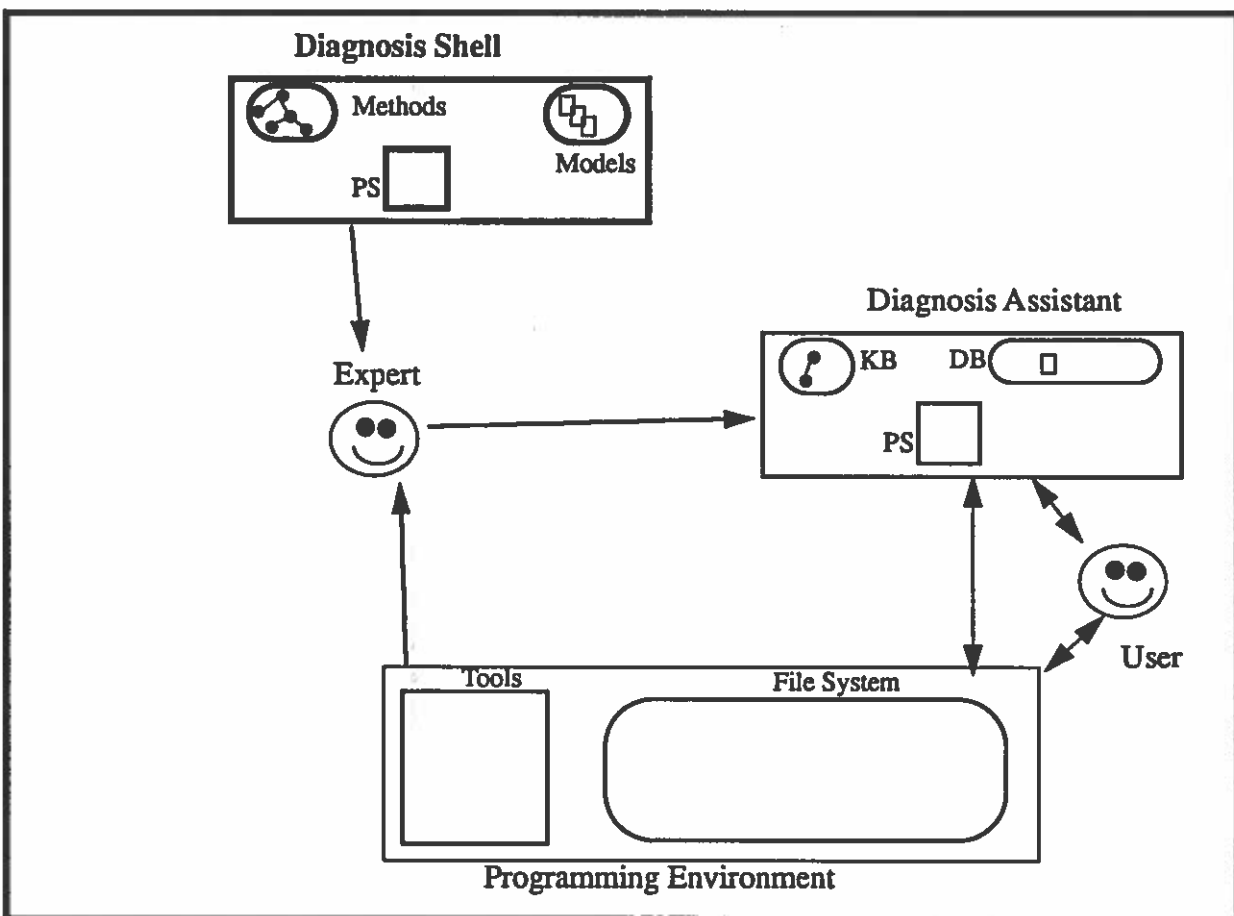 Diagnosis Shell
Methods
Models
PS
Diagnosis Assistant
KB
DB
PS
Expert
User
Tools
File System
Programming Environment